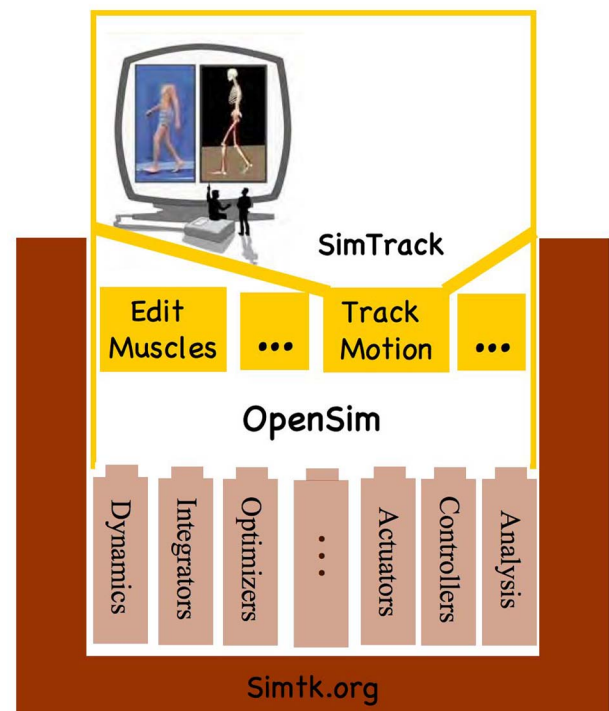 SimTrack
Edit
Muscles
...
Track
Motion
...
OpenSim
Dynamics
Integrators
Optimizers
...
Actuators
Controllers
Analysis
Simtk.org